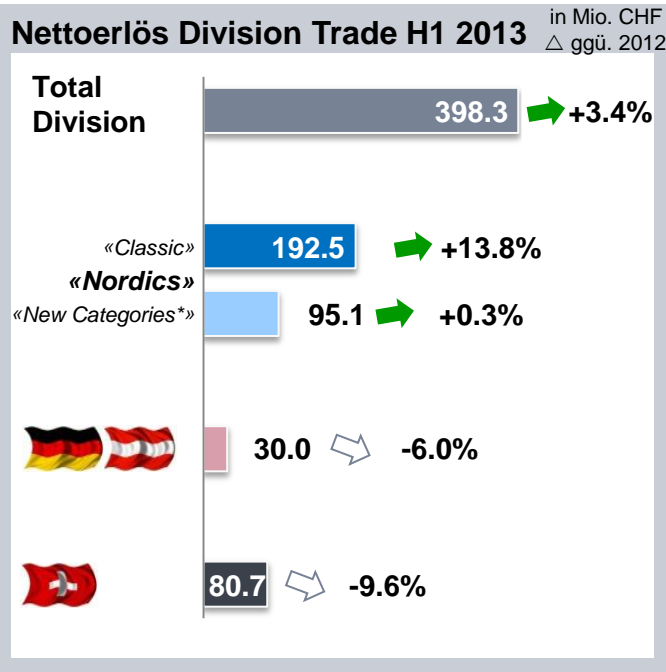 Nettoerlös Division Trade H1 2013
in Mio. CHF
△ ggü. 2012
Total
Division
398.3
+3.4%
«Classic»
192.5
+13.8%
«Nordics»
«New Categories*»
95.1
+0.3%
30.0
-6.0%
80.7
-9.6%